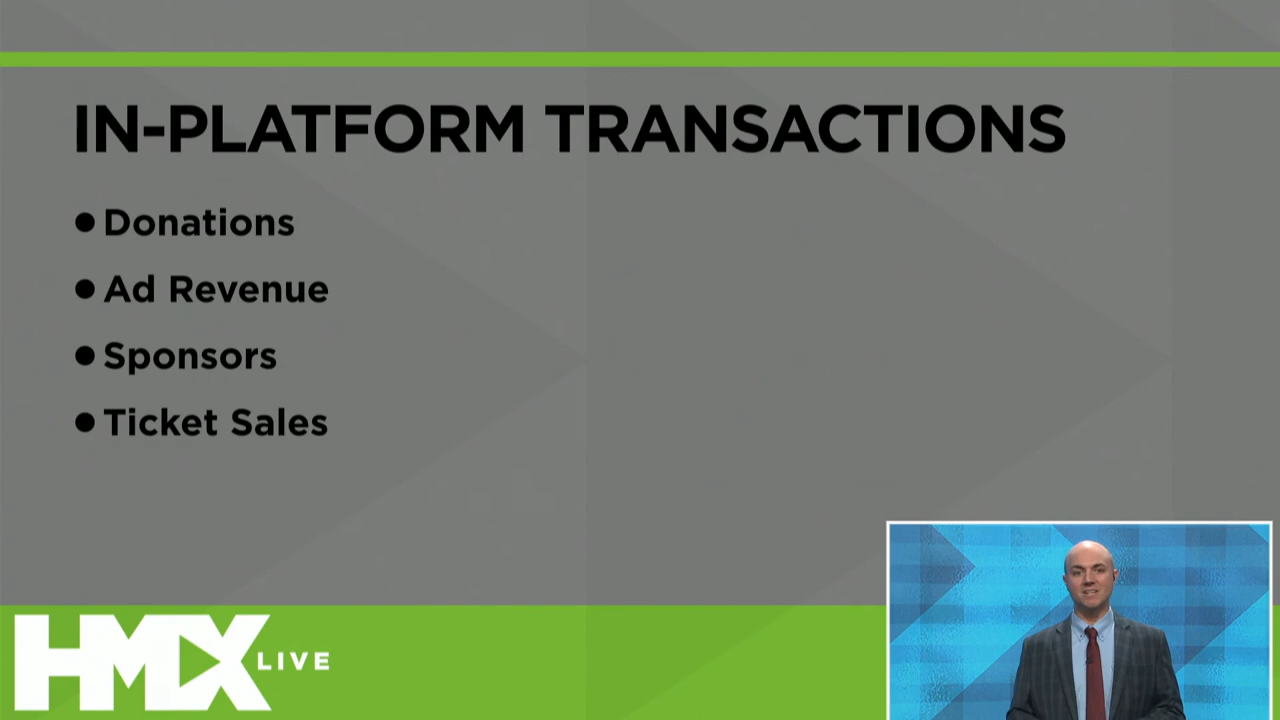 IN-PLATFORM TRANSACTIONS
• Donations
• Ad Revenue
• Sponsors
• Ticket Sales
HMX LIVE